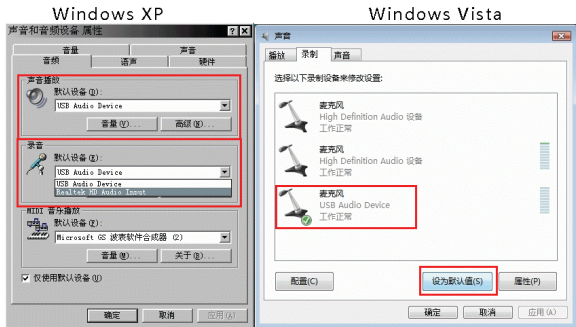 Windows XP
声音和音频设备 属性
音量 声音
音频 语声 硬件
声音播放
默认设备(D):
USB Audio Device
音量(V)... 高级(R)...
录音
默认设备(E):
USB Audio Device
USB Audio Device
Realtek HD Audio Input
MIDI 音乐播放
默认设备(F):
Microsoft GS 波表软件合成器 (2)
音量(M)... 关于(B)...
仅使用默认设备(U)
确定 取消 应用(A)
Windows Vista
声音
播放 录制 声音
选择以下录制设备来修改设置:
麦克风
High Definition Audio 设备
工作正常
麦克风
High Definition Audio 设备
工作正常
麦克风
USB Audio Device
工作正常
配置(C) 设为默认值(S) 属性(P)
确定 取消 应用(A)